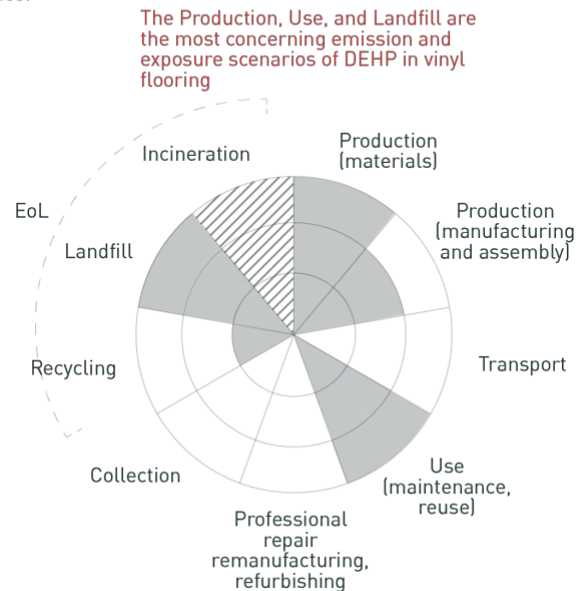 The Production, Use, and Landfill are
the most concerning emission and
exposure scenarios of DEHP in vinyl
flooring
Incineration
Production
(materials)
EoL
Landfill
Production
(manufacturing
and assembly)
Recycling
Transport
Collection
Use
(maintenance,
reuse)
Professional
repair
remanufacturing,
refurbishing